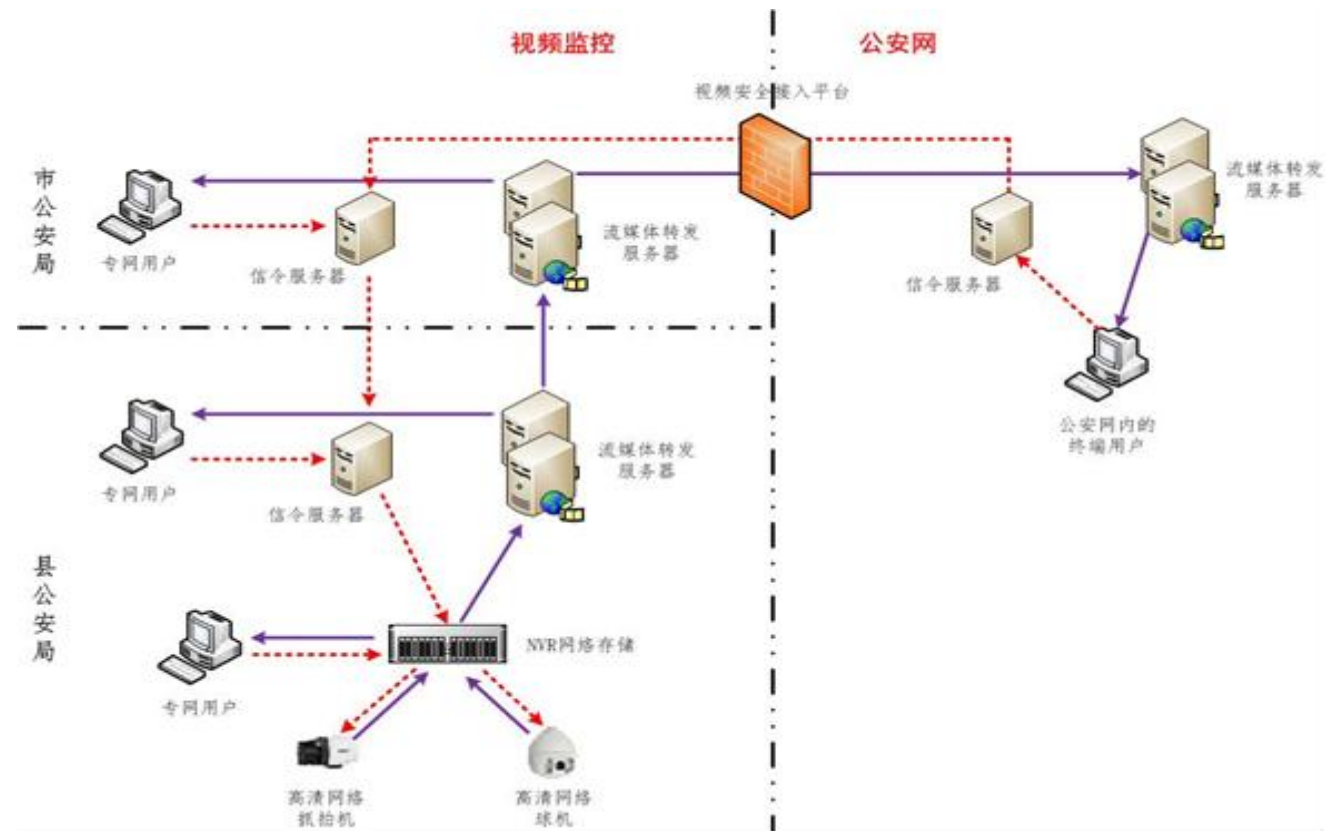 视频监控
公安网
视频安全接入平台
市
公
安
局
专网用户
信令服务器
流媒体转发
服务器
信令服务器
流媒体转发
服务器
公安网内的
终端用户
县
公
安
局
专网用户
信令服务器
流媒体转发
服务器
专网用户
NVR网络存储
高清网络
抓拍机
高清网络
球机